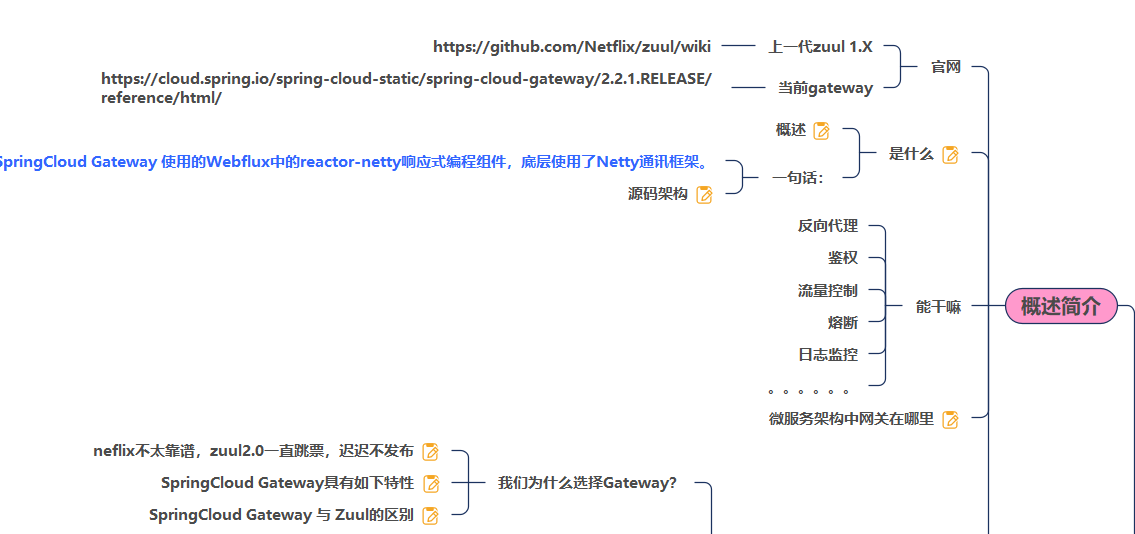 https://github.com/Netflix/zuul/wiki
上一代zuul 1.X
官网
https://cloud.spring.io/spring-cloud-static/spring-cloud-gateway/2.2.1.RELEASE/
reference/html/
当前gateway
概述
是什么
SpringCloud Gateway 使用的Webflux中的reactor-netty响应式编程组件，底层使用了Netty通讯框架。
一句话：
源码架构
反向代理
鉴权
流量控制
能干嘛
概述简介
熔断
日志监控
。。。。。。
微服务架构中网关在哪里
neflix不太靠谱，zuul2.0一直跳票，迟迟不发布
SpringCloud Gateway具有如下特性
我们为什么选择Gateway?
SpringCloud Gateway 与 Zuul的区别